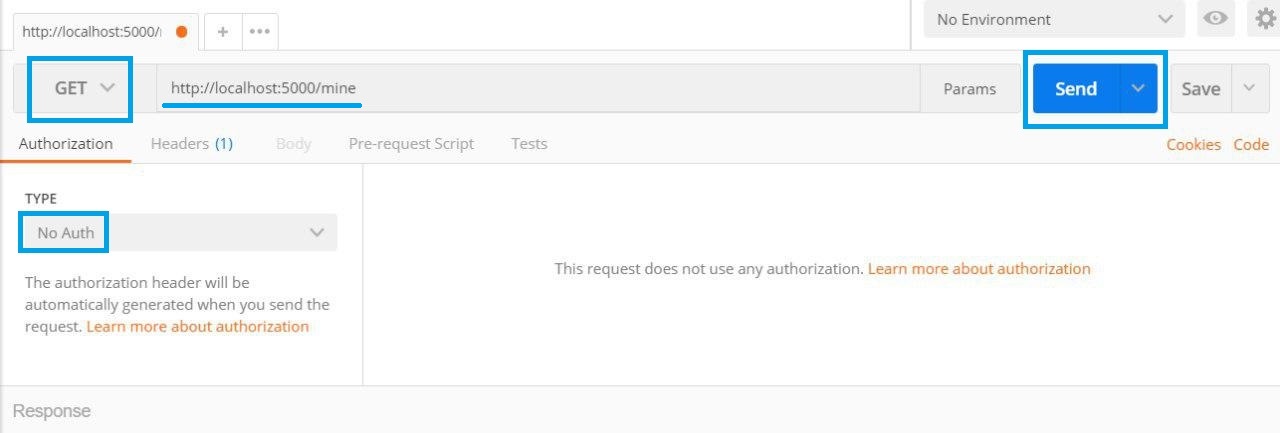 http://localhost:5000/ı + ••• No Environment
GET http://localhost:5000/mine Params Send Save
Authorization Headers (1) Body Pre-request Script Tests Cookies Code
TYPE
No Auth
The authorization header will be
automatically generated when you send the
request. Learn more about authorization
This request does not use any authorization. Learn more about authorization
Response